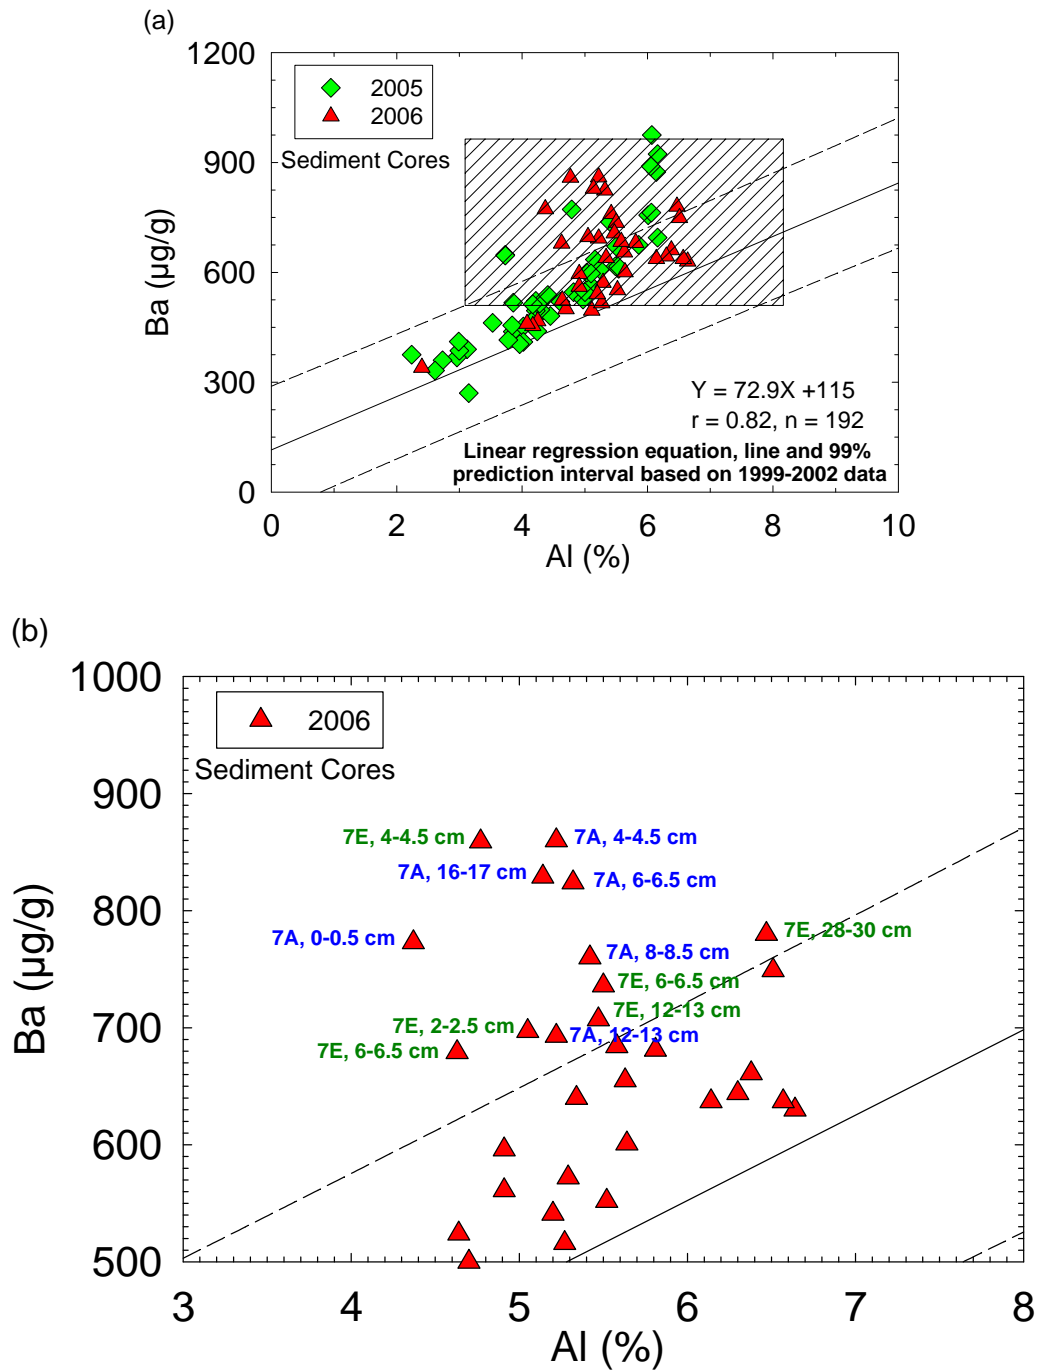 (a)
1200
900
600
300
0
Ba (µg/g)
2005
2006
Sediment Cores
Y = 72.9X +115
r = 0.82, n = 192
Linear regression equation, line and 99%
prediction interval based on 1999-2002 data
0 2 4 6 8 10
Al (%)
(b)
1000
900
800
700
600
500
Ba (µg/g)
2006
Sediment Cores
7E, 4-4.5 cm
7A, 4-4.5 cm
7A, 16-17 cm
7A, 6-6.5 cm
7A, 0-0.5 cm
7E, 28-30 cm
7A, 8-8.5 cm
7E, 6-6.5 cm
7E, 12-13 cm
7E, 2-2.5 cm
7A, 12-13 cm
7E, 6-6.5 cm
3 4 5 6 7 8
Al (%)